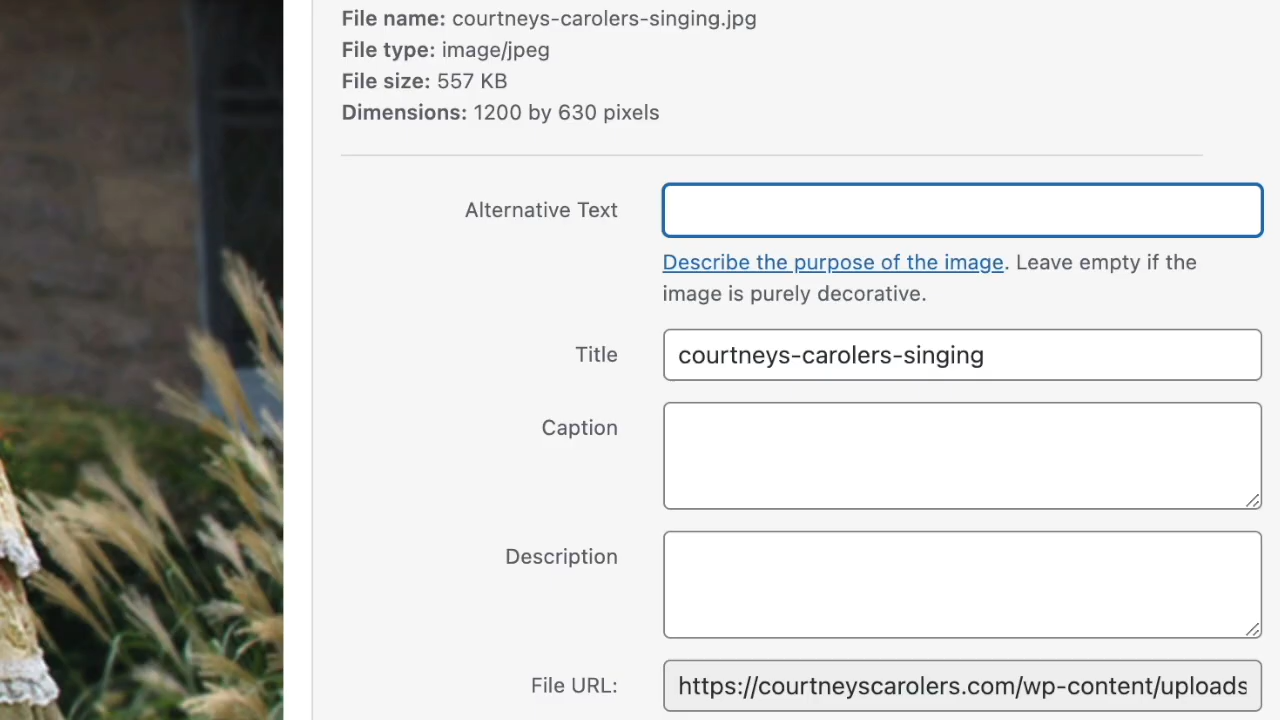 File name: courtneys-carolers-singing.jpg
File type: image/jpeg
File size: 557 KB
Dimensions: 1200 by 630 pixels
Alternative Text
Describe the purpose of the image. Leave empty if the
image is purely decorative.
Title
courtneys-carolers-singing
Caption
Description
File URL:
https://courtneyscarolers.com/wp-content/uploads